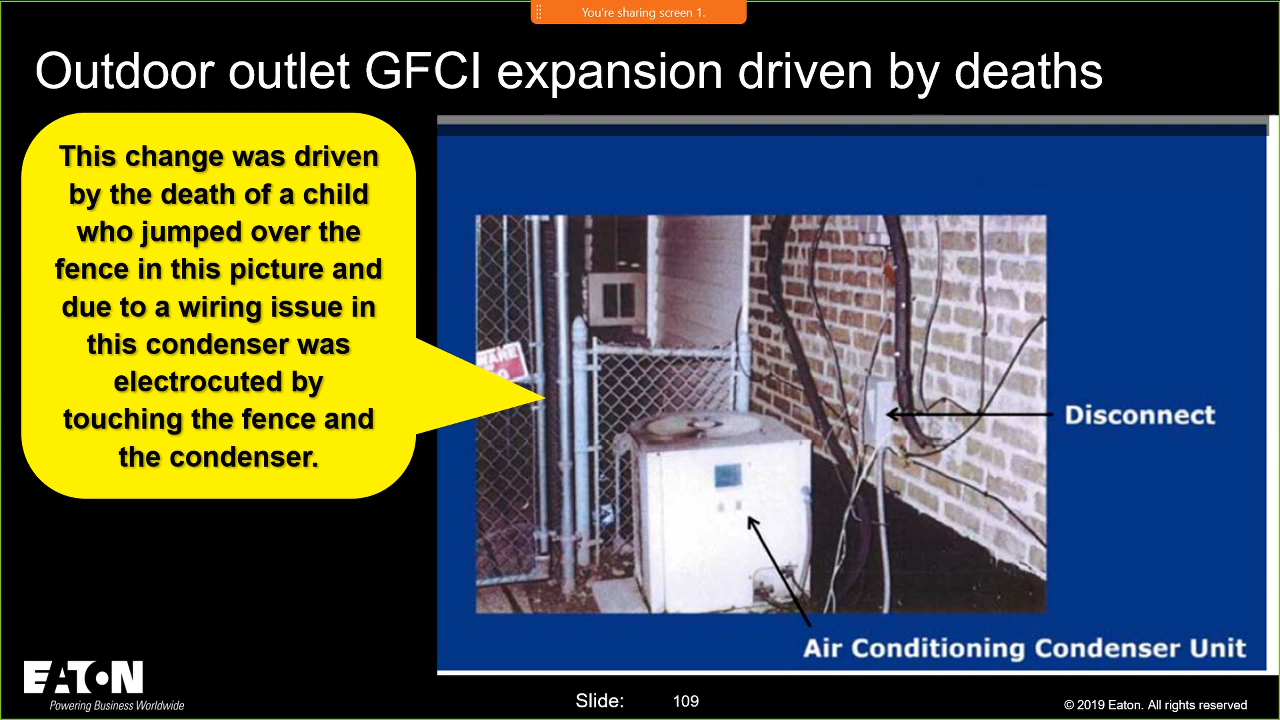 You're sharing screen 1.
Outdoor outlet GFCI expansion driven by deaths
This change was driven
by the death of a child
who jumped over the
fence in this picture and
due to a wiring issue in
this condenser was
electrocuted by
touching the fence and
the condenser.
Disconnect
Air Conditioning Condenser Unit
EATON
Powering Business Worldwide
Slide: 109
© 2019 Eaton. All rights reserved